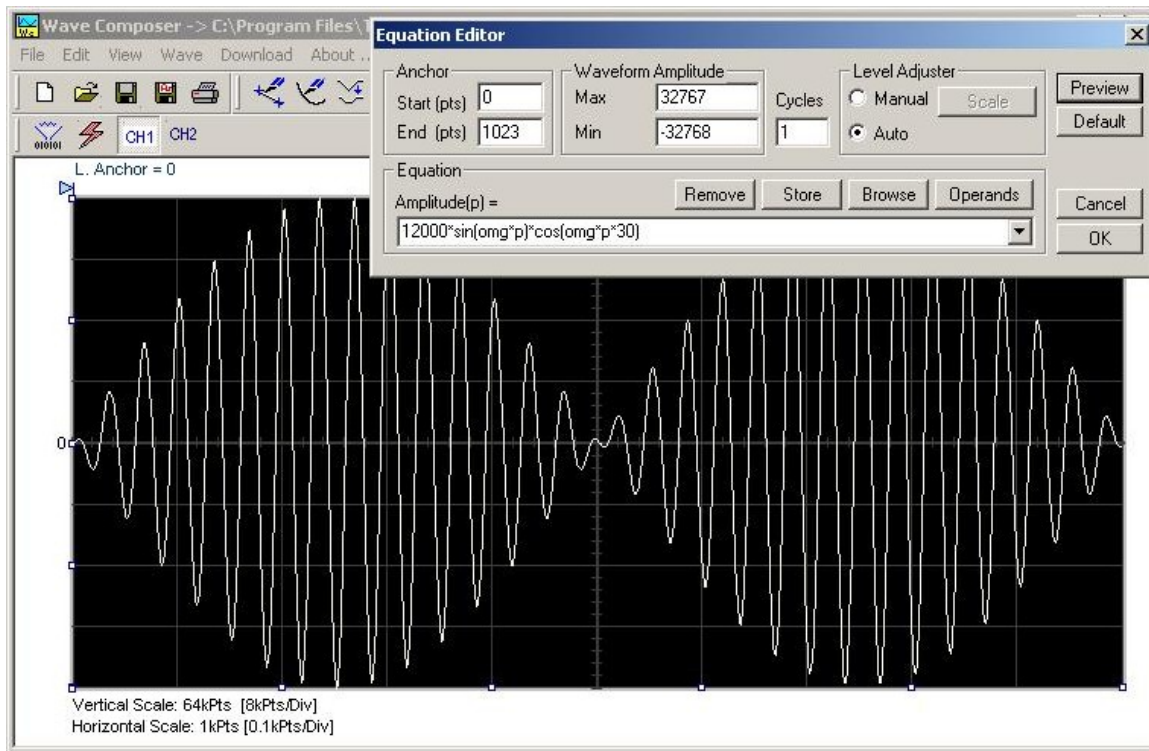 Wave Composer -> C:\Program Files\
File Edit View Wave Download About ..
CH1 CH2
L. Anchor = 0
0
Equation Editor
Anchor
Start (pts) 0
End (pts) 1023
Waveform Amplitude
Max 32767
Min -32768
Cycles
1
Level Adjuster
Manual Scale
Auto
Preview
Default
Equation
Remove Store Browse Operands
Amplitude(p) =
12000*sin(omg*p)*cos(omg*p*30)
Cancel
OK
Vertical Scale: 64kPts [8kPts/Div]
Horizontal Scale: 1kPts [0.1kPts/Div]